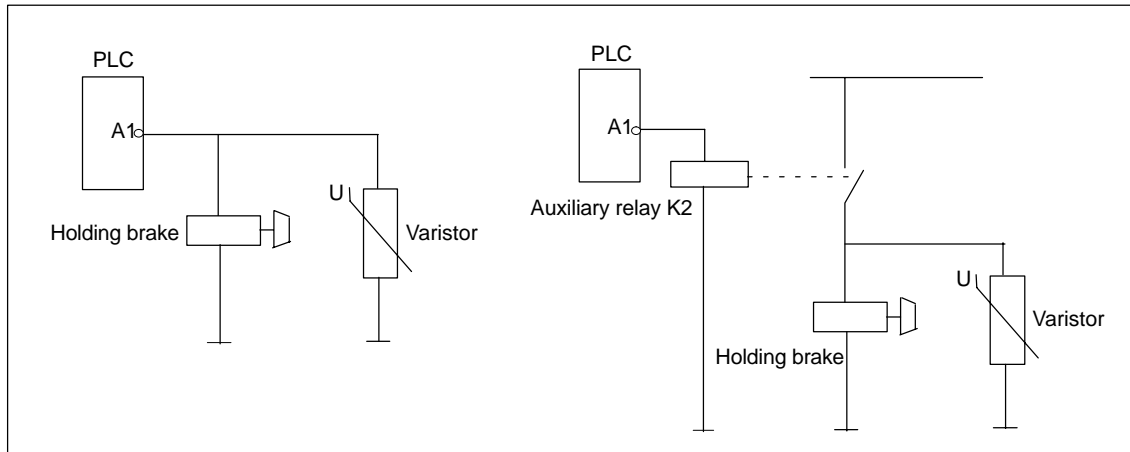 PLC
A1
U
Holding brake
Varistor
PLC
A1
Auxiliary relay K2
U
Varistor
Holding brake